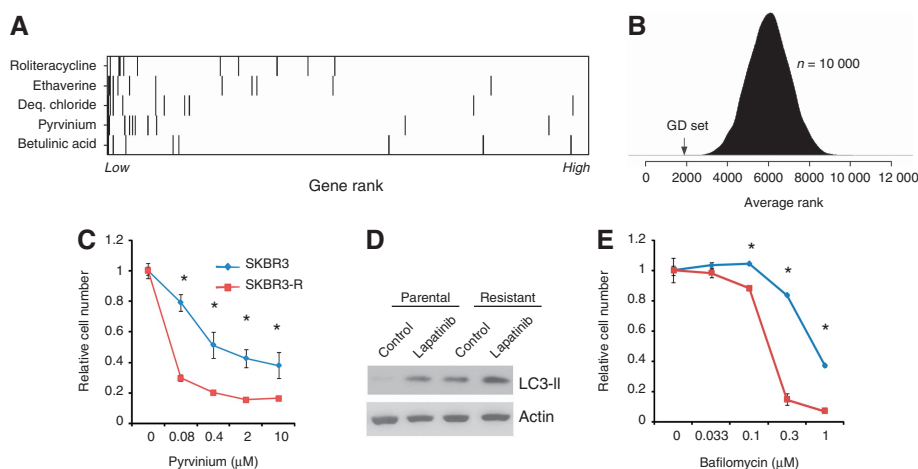 A
Roliteracycline
Ethaverine
Deq. chloride
Pyrvinium
Betulinic acid
Low
High
Gene rank
B
n = 10 000
GD set
0 2000 4000 6000 8000 10 000 12 000
Average rank
C
Relative cell number
1.2
1
0.8
0.6
0.4
0.2
0
SKBR3
SKBR3-R
* * * *
0 0.08 0.4 2 10
Pyrvinium (μM)
D
Parental Resistant
Control Lapatinib Control Lapatinib
LC3-II
Actin
E
Relative cell number
1.2
1
0.8
0.6
0.4
0.2
0
* * *
0 0.033 0.1 0.3 1
Bafilomycin (μM)